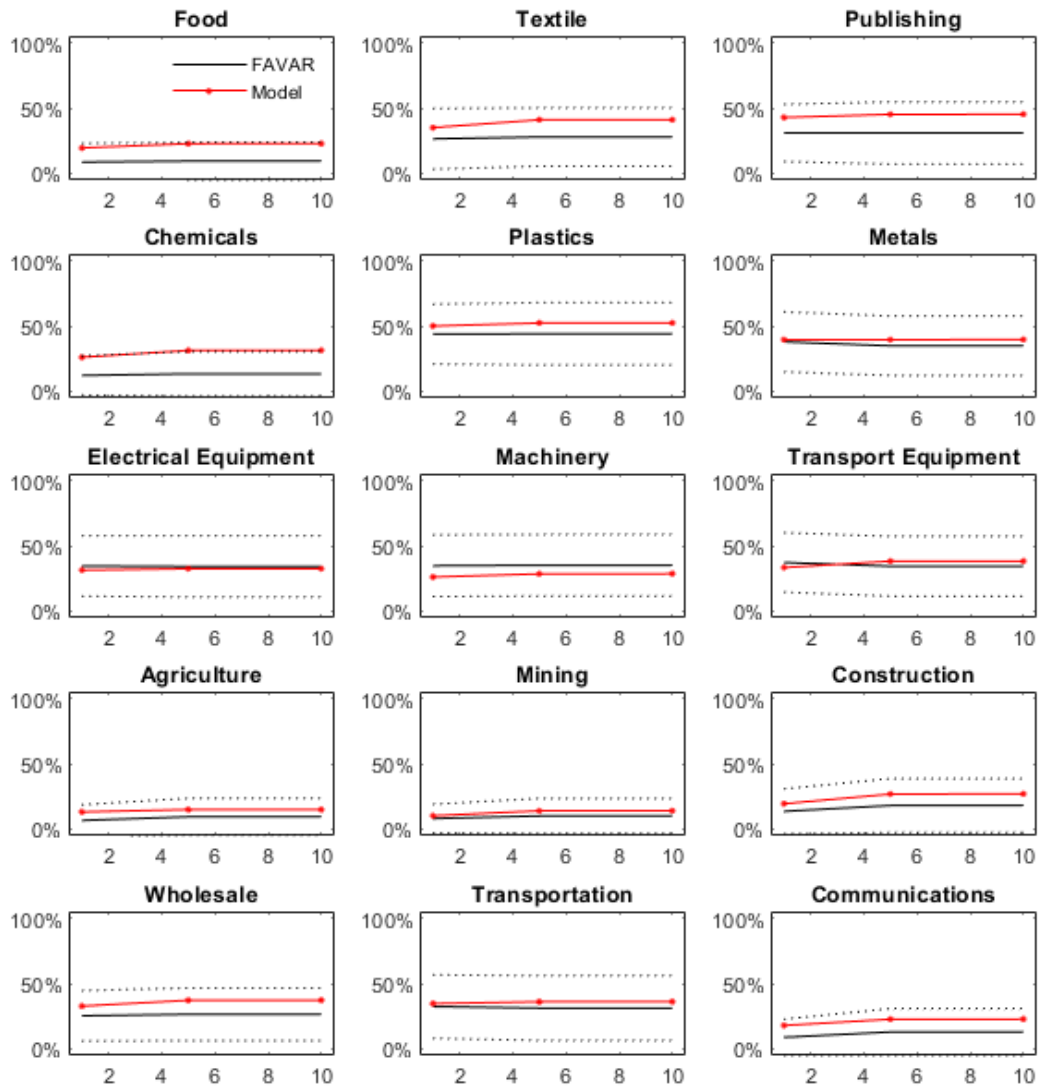 Food Textile Publishing
100% 100% 100%
FAVAR
Model
50% 50% 50%
0% 0% 0%
2 4 6 8 10 2 4 6 8 10 2 4 6 8 10
Chemicals Plastics Metals
100% 100% 100%
50% 50% 50%
0% 0% 0%
2 4 6 8 10 2 4 6 8 10 2 4 6 8 10
Electrical Equipment Machinery Transport Equipment
100% 100% 100%
50% 50% 50%
0% 0% 0%
2 4 6 8 10 2 4 6 8 10 2 4 6 8 10
Agriculture Mining Construction
100% 100% 100%
50% 50% 50%
0% 0% 0%
2 4 6 8 10 2 4 6 8 10 2 4 6 8 10
Wholesale Transportation Communications
100% 100% 100%
50% 50% 50%
0% 0% 0%
2 4 6 8 10 2 4 6 8 10 2 4 6 8 10